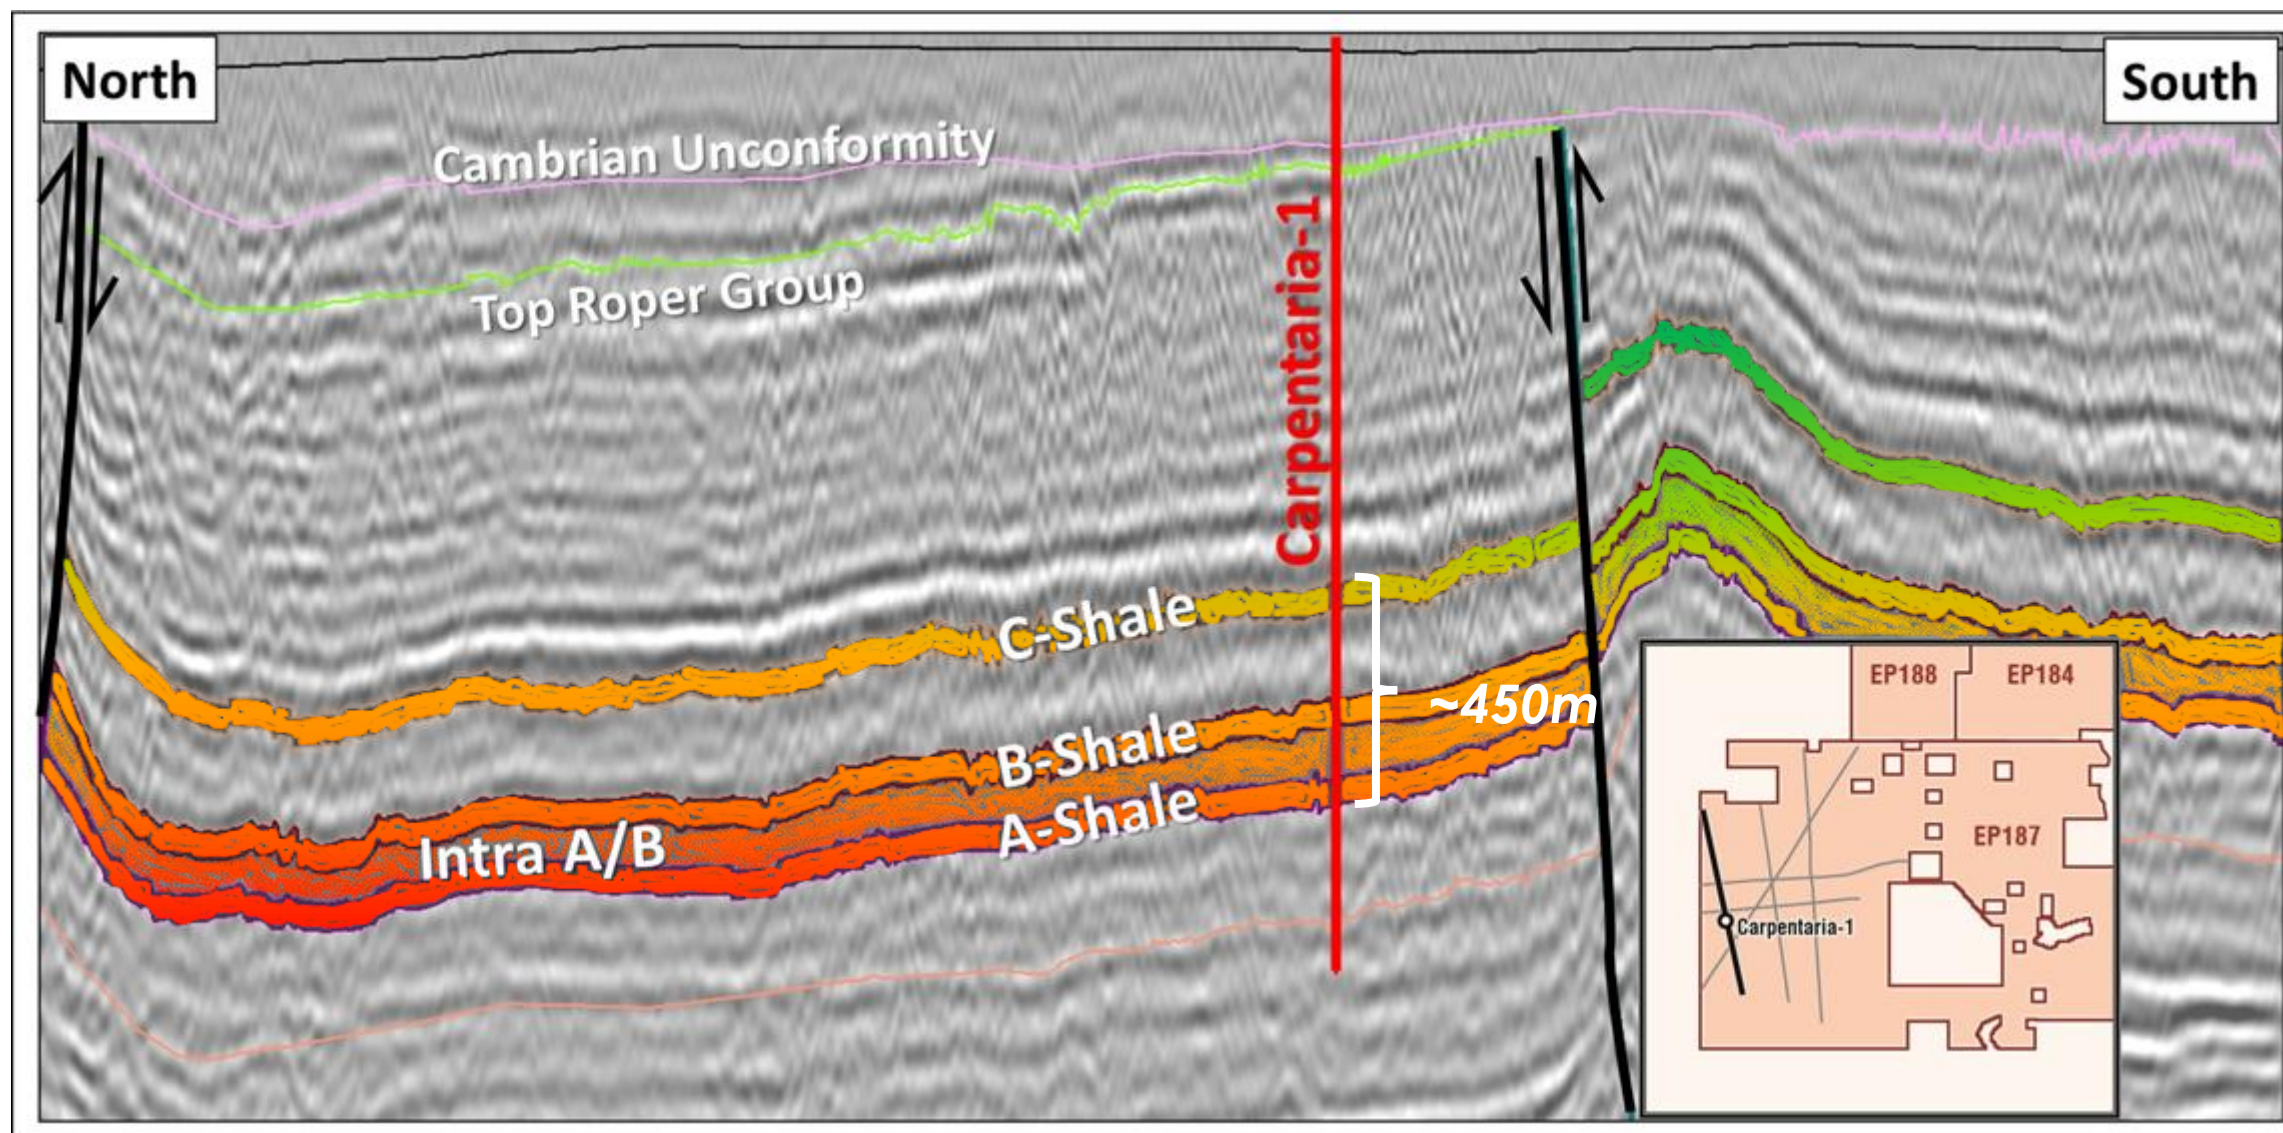 North
South
Cambrian Unconformity
Top Roper Group
Carpentaria-1
C-Shale
~450m
B-Shale
A-Shale
Intra A/B
EP188
EP184
EP187
Carpentaria-1